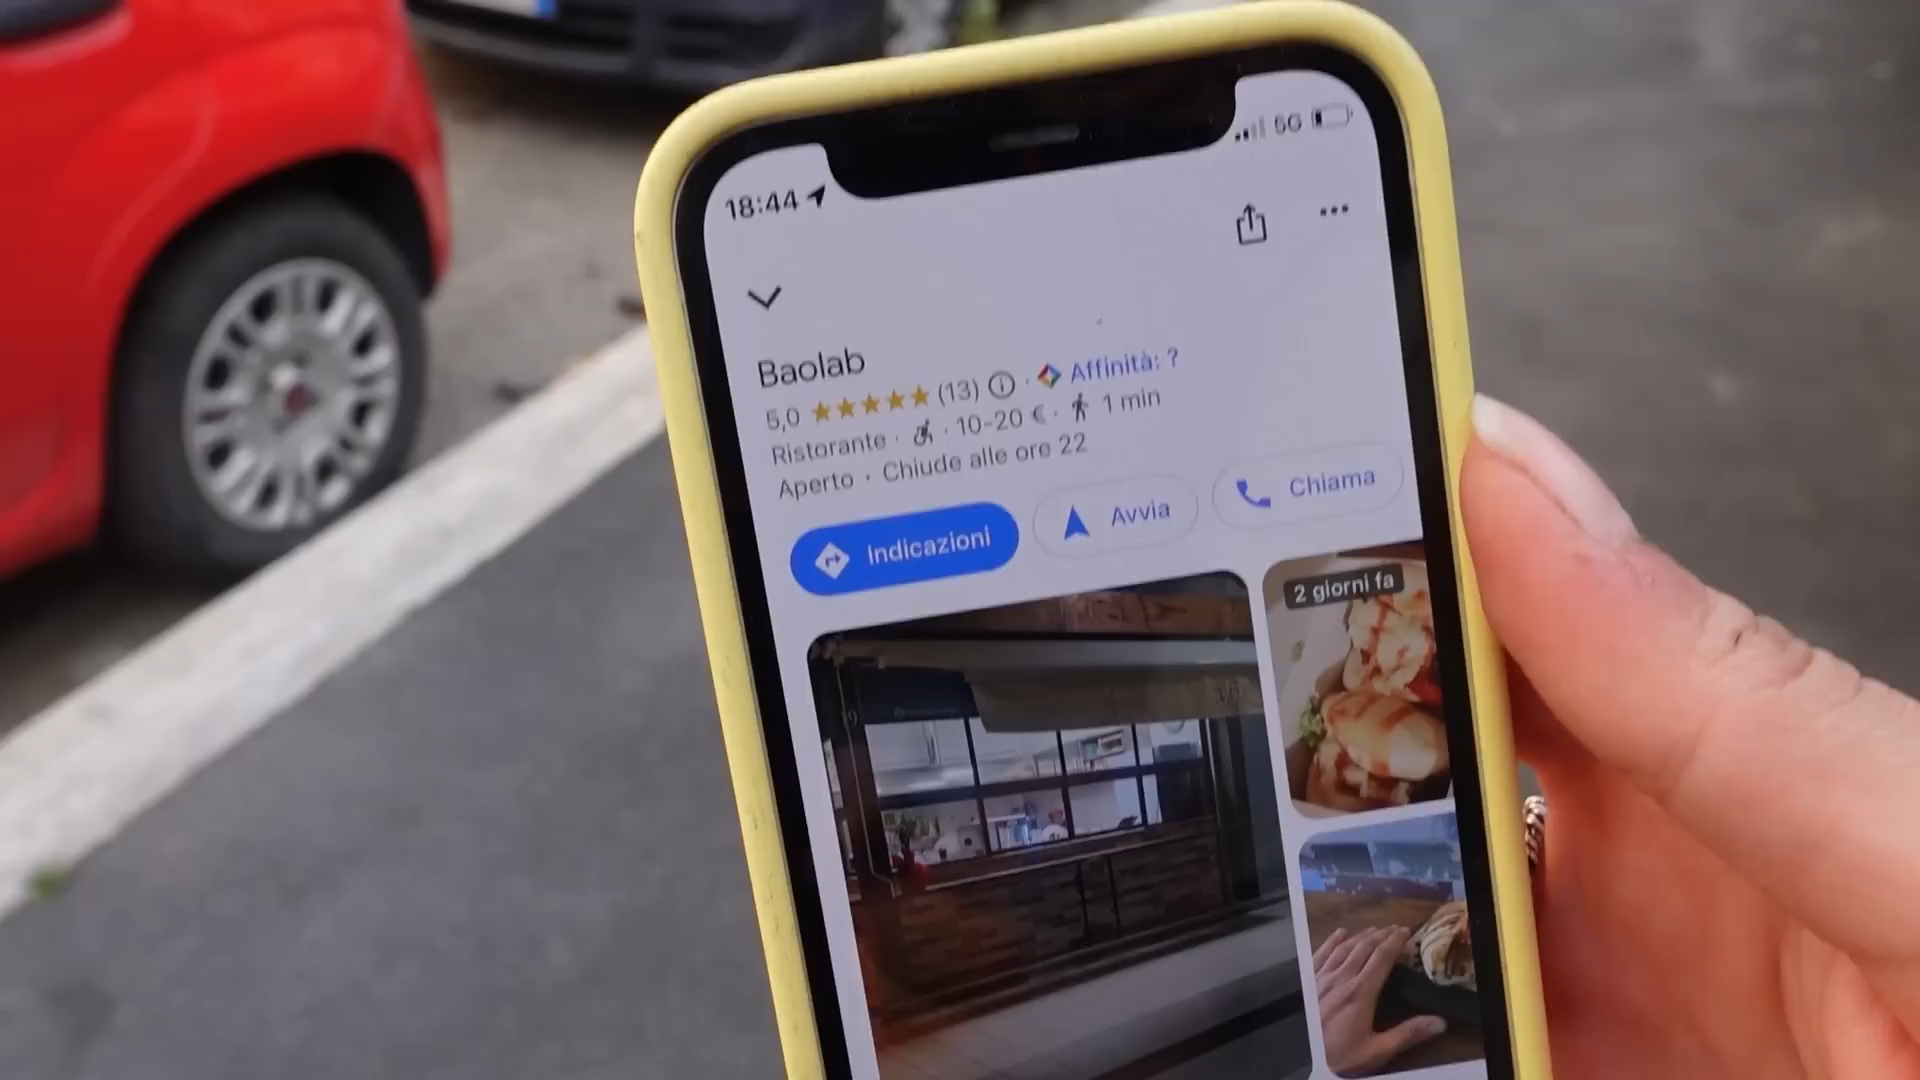 18:44
5G
Baolab
5,0 (13) · Affinità: ?
Ristorante · · 10-20 € · 1 min
Aperto · Chiude alle ore 22
Indicazioni
Avvia
Chiama
2 giorni fa